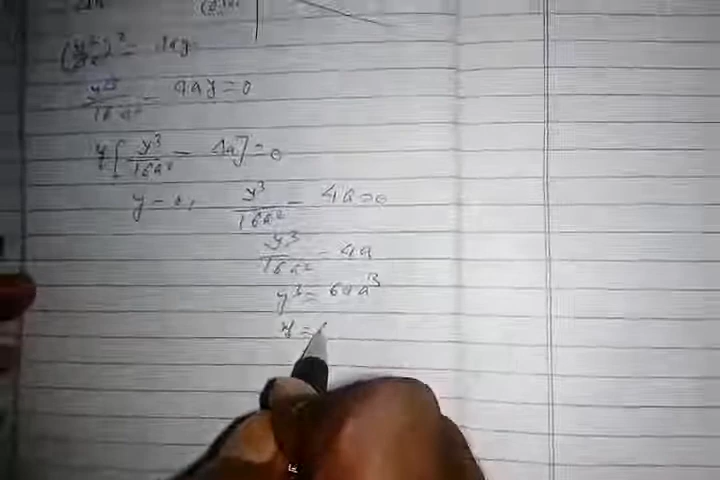 (y²/4a)² = 4ay
y⁴/16a² - 4ay = 0
y[y³/16a² - 4a] = 0
y = 0, y³/16a² - 4a = 0
y³/16a² = 4a
y³ = 64a³
y =